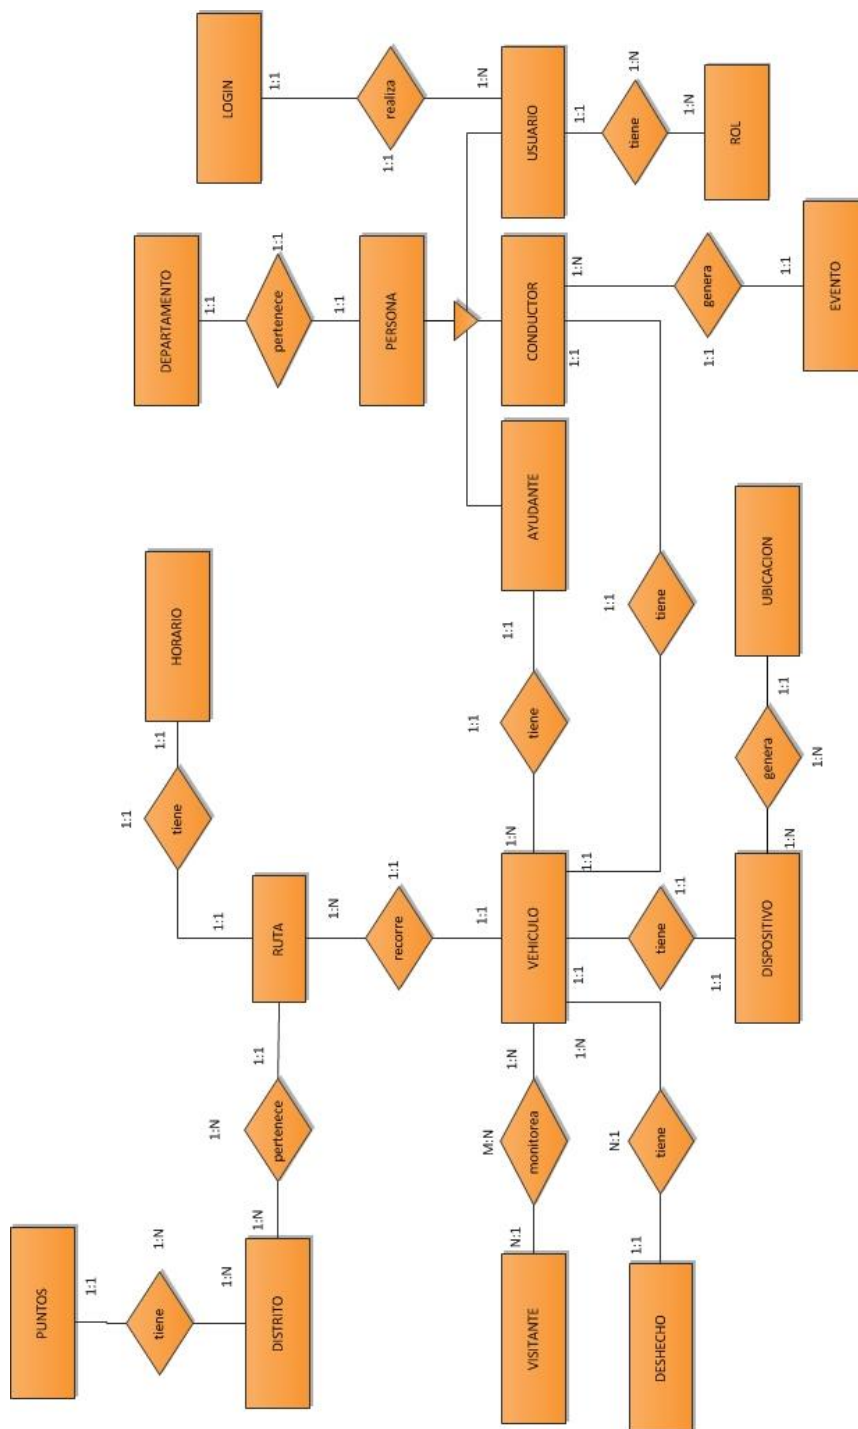 PUNTOS
1:1
tiene
1:N
1:N
DISTRITO
1:N
pertenece
1:N
1:1
RUTA
1:1
tiene
1:1
1:1
HORARIO
DEPARTAMENTO
1:1
pertenece
1:1
1:1
PERSONA
LOGIN
1:1
realiza
1:1
1:N
USUARIO
1:1
tiene
1:N
1:N
ROL
1:N
recorre
1:1
1:1
VISITANTE
N:1
monitorea
M:N
1:N
VEHICULO
1:N
tiene
1:1
1:1
AYUDANTE
CONDUCTOR
1:1
tiene
1:1
1:1
1:N
genera
1:1
1:1
EVENTO
DESHECHO
1:1
tiene
N:1
1:N
1:1
tiene
1:1
1:1
DISPOSITIVO
1:N
genera
1:N
1:1
UBICACION